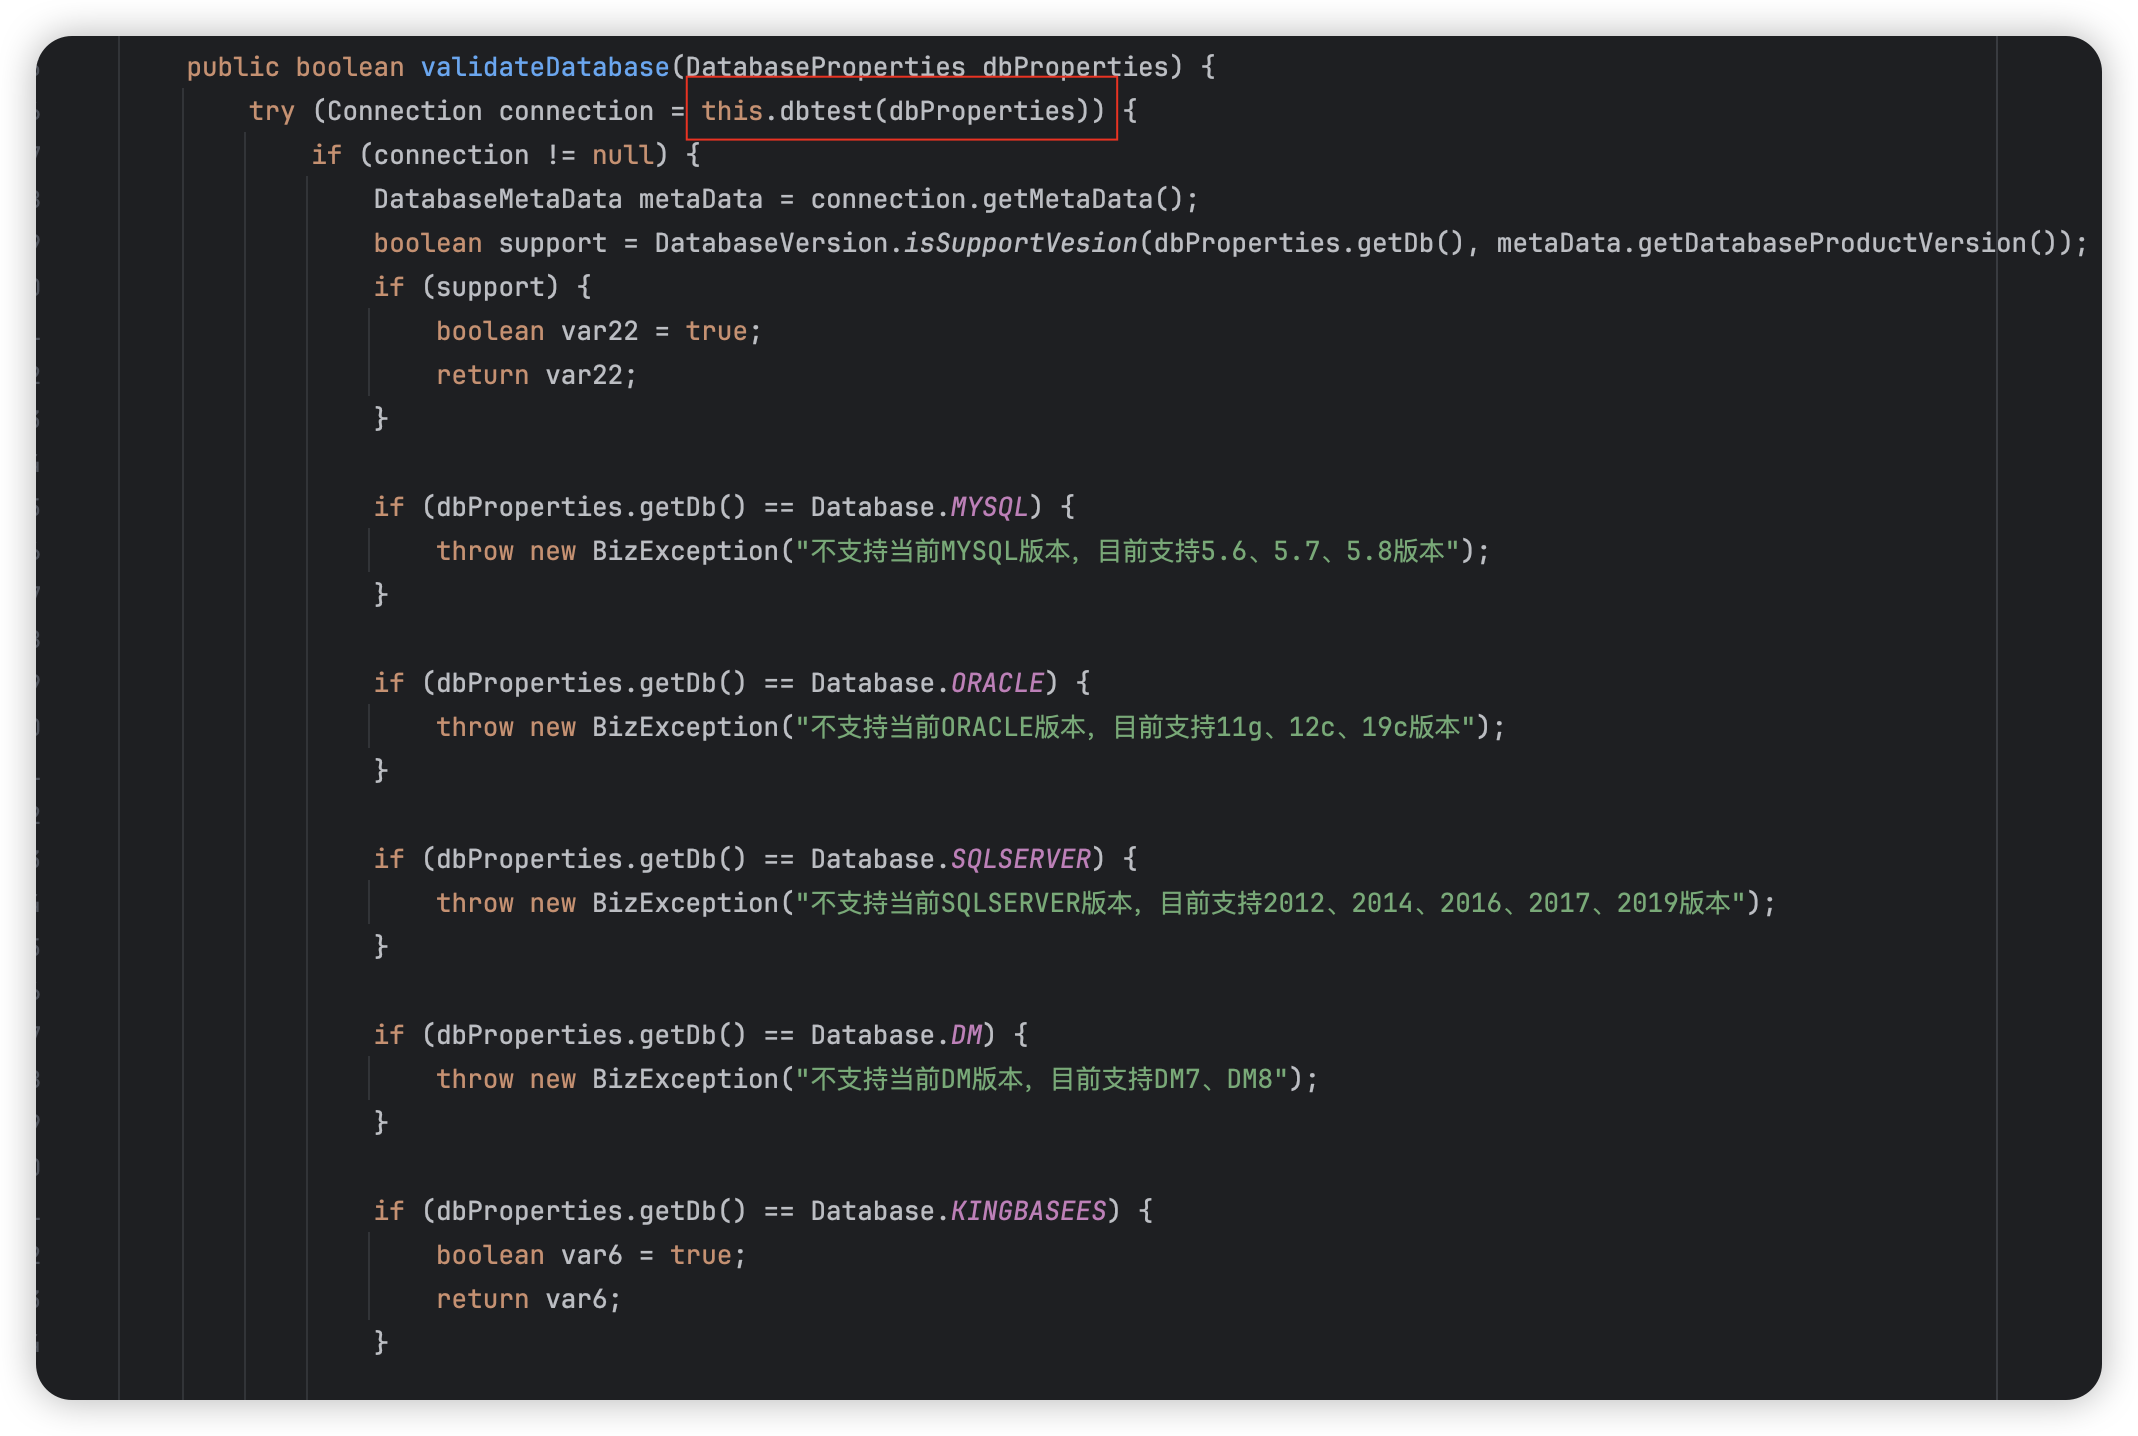 public boolean validateDatabase(DatabaseProperties dbProperties) {
try (Connection connection = this.dbtest(dbProperties)) {
if (connection != null) {
DatabaseMetaData metaData = connection.getMetaData();
boolean support = DatabaseVersion.isSupportVesion(dbProperties.getDb(), metaData.getDatabaseProductVersion());
if (support) {
boolean var22 = true;
return var22;
}
if (dbProperties.getDb() == Database.MYSQL) {
throw new BizException("不支持当前MYSQL版本，目前支持5.6、5.7、5.8版本");
}
if (dbProperties.getDb() == Database.ORACLE) {
throw new BizException("不支持当前ORACLE版本，目前支持11g、12c、19c版本");
}
if (dbProperties.getDb() == Database.SQLSERVER) {
throw new BizException("不支持当前SQLSERVER版本，目前支持2012、2014、2016、2017、2019版本");
}
if (dbProperties.getDb() == Database.DM) {
throw new BizException("不支持当前DM版本，目前支持DM7、DM8");
}
if (dbProperties.getDb() == Database.KINGBASEES) {
boolean var6 = true;
return var6;
}